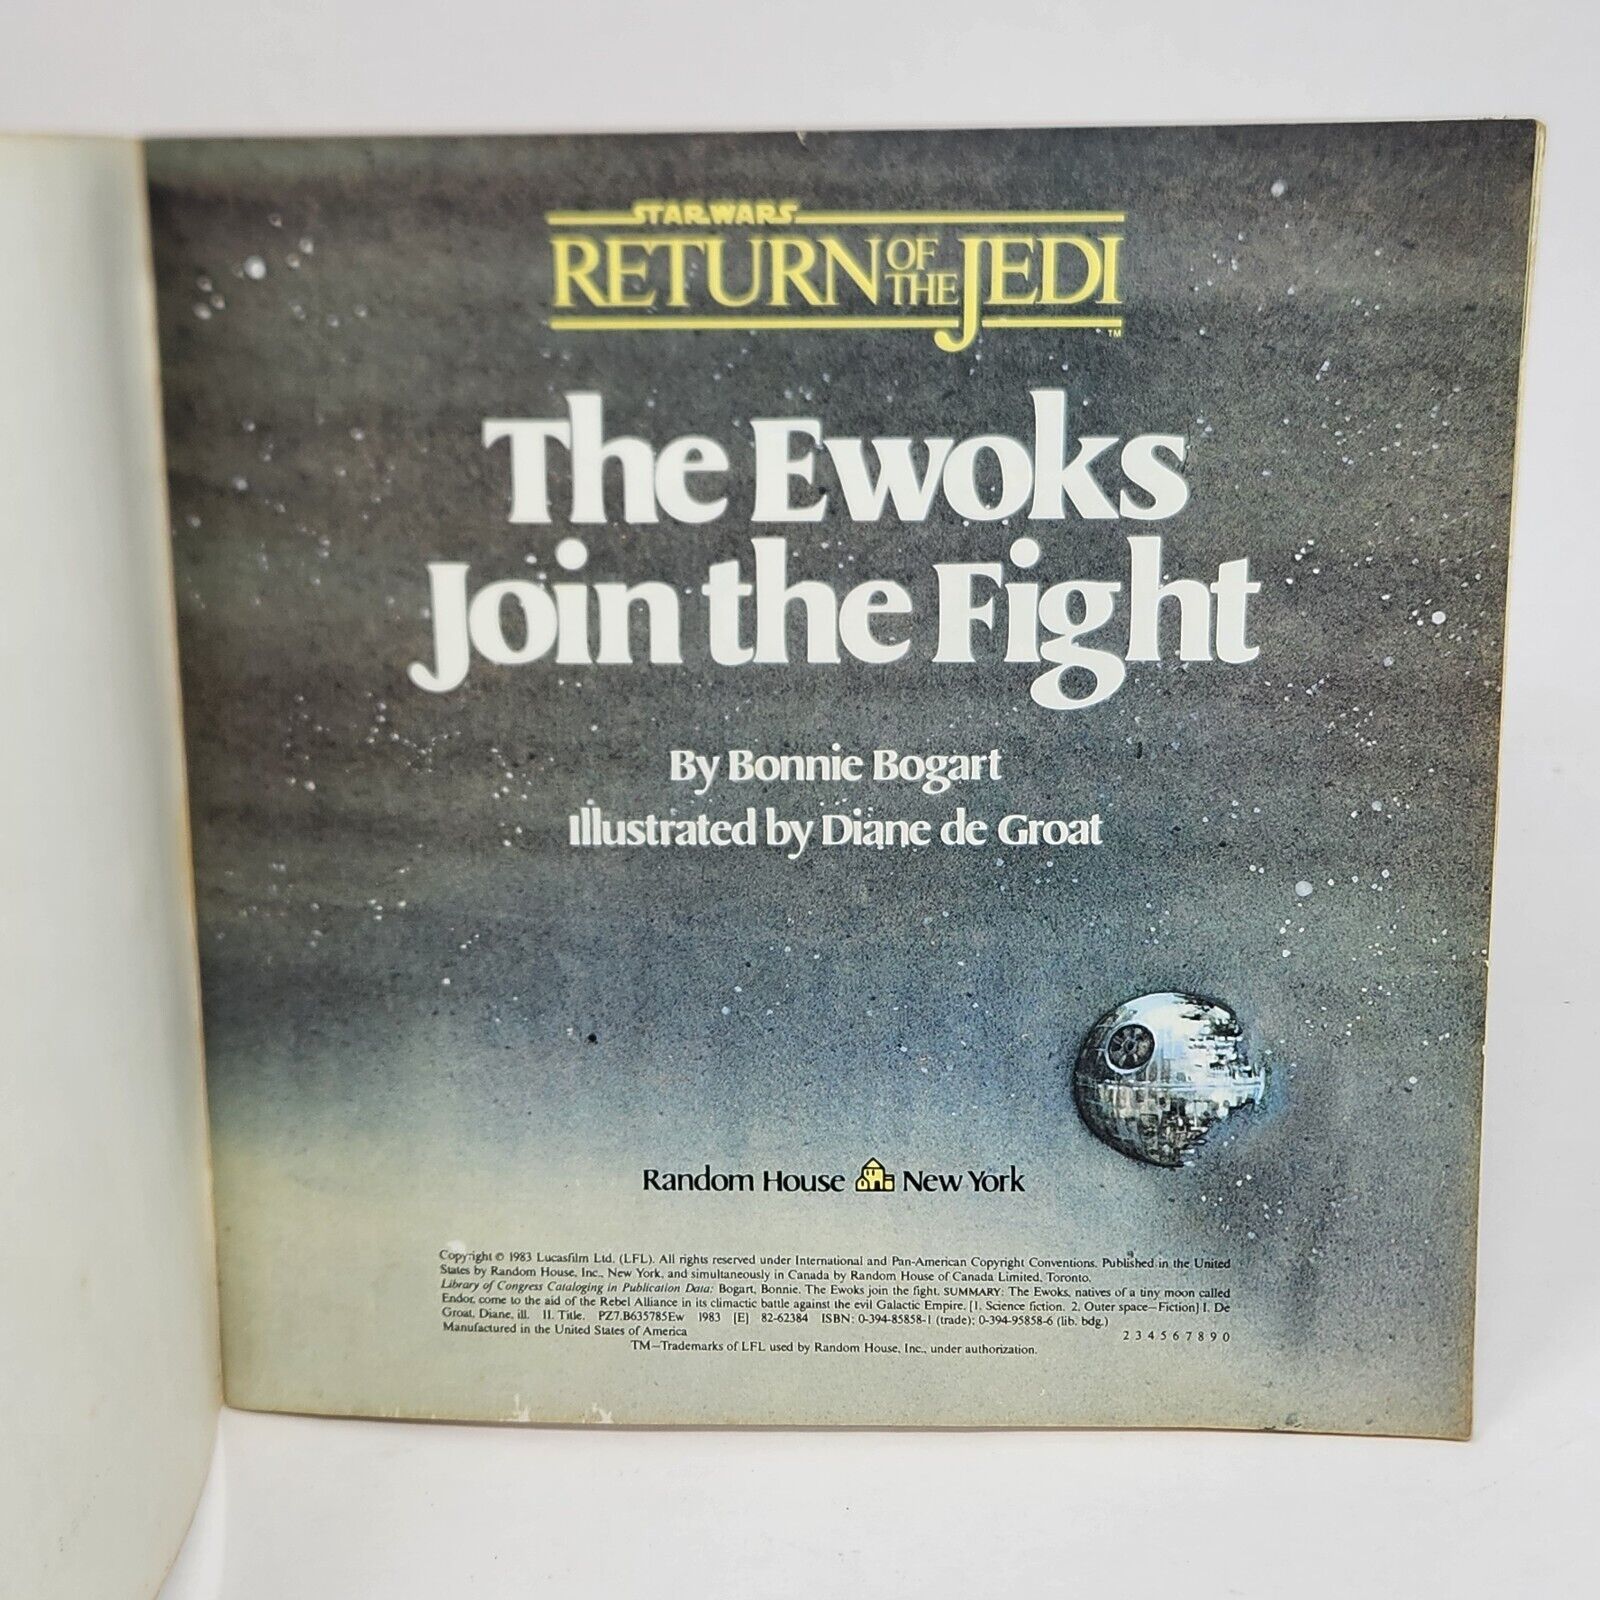 STAR WARS
RETURN OF THE JEDI
TM
The Ewoks
Join the Fight
By Bonnie Bogart
Illustrated by Diane de Groat
Random House New York
Copyright © 1983 Lucasfilm Ltd. (LFL). All rights reserved under International and Pan-American Copyright Conventions. Published in the United
States by Random House, Inc., New York, and simultaneously in Canada by Random House of Canada Limited, Toronto.
Library of Congress Cataloging in Publication Data: Bogart, Bonnie. The Ewoks join the fight. SUMMARY: The Ewoks, natives of a tiny moon called
Endor, come to the aid of the Rebel Alliance in its climactic battle against the evil Galactic Empire. [1. Science fiction. 2. Outer space—Fiction] I. De
Groat, Diane, ill. II. Title. PZ7.B635785Ew 1983 [E] 82-62384 ISBN: 0-394-85858-1 (trade); 0-394-95858-6 (lib. bdg.)
Manufactured in the United States of America 2 3 4 5 6 7 8 9 0
TM—Trademarks of LFL used by Random House, Inc., under authorization.